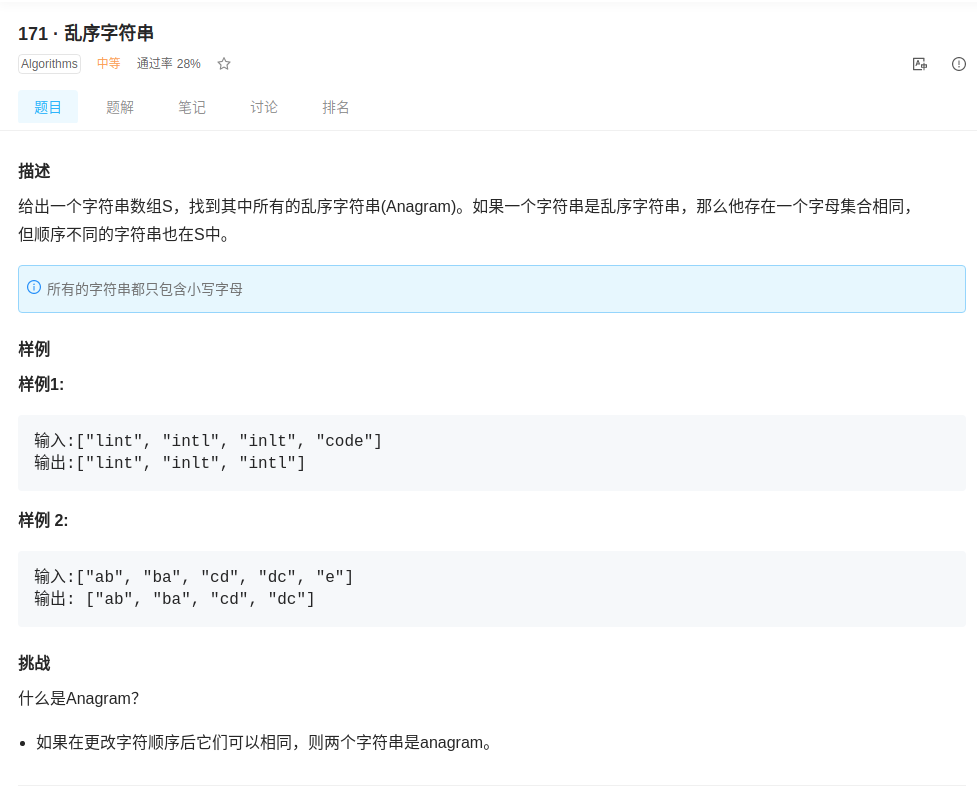 171 · 乱序字符串
Algorithms 中等 通过率 28%
题目 题解 笔记 讨论 排名
描述
给出一个字符串数组S，找到其中所有的乱序字符串(Anagram)。如果一个字符串是乱序字符串，那么他存在一个字母集合相同，
但顺序不同的字符串也在S中。
所有的字符串都只包含小写字母
样例
样例1:
输入:["lint", "intl", "inlt", "code"]
输出:["lint", "inlt", "intl"]
样例 2:
输入:["ab", "ba", "cd", "dc", "e"]
输出: ["ab", "ba", "cd", "dc"]
挑战
什么是Anagram？
• 如果在更改字符顺序后它们可以相同，则两个字符串是anagram。